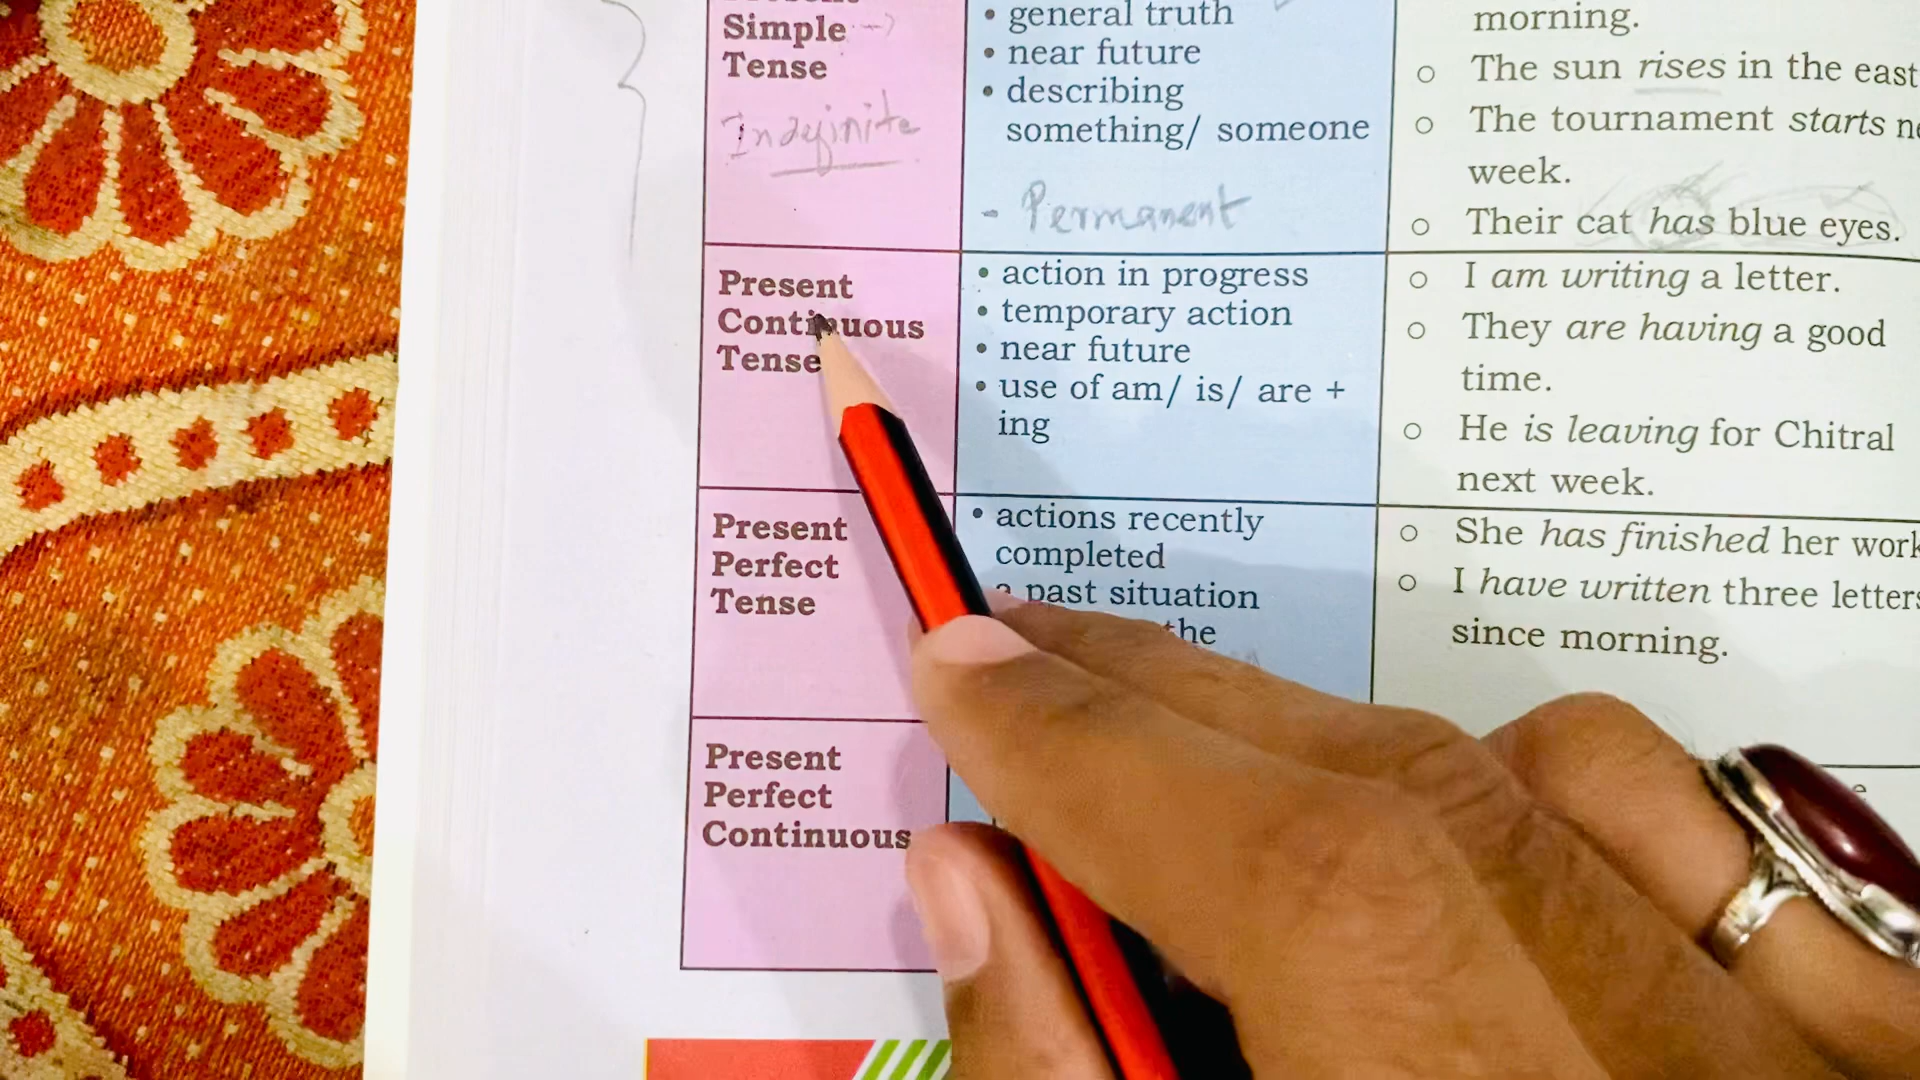 Simple
Tense
Indefinite
• general truth
• near future
• describing
something/ someone
- Permanent
morning.
o The sun rises in the east
o The tournament starts
week.
o Their cat has blue eyes.
Present
Continuous
Tense
• action in progress
• temporary action
• near future
• use of am/ is/ are +
ing
o I am writing a letter.
o They are having a good
time.
o He is leaving for Chitral
next week.
Present
Perfect
Tense
• actions recently
completed
past situation
the
o She has finished her work
o I have written three letters
since morning.
Present
Perfect
Continuous